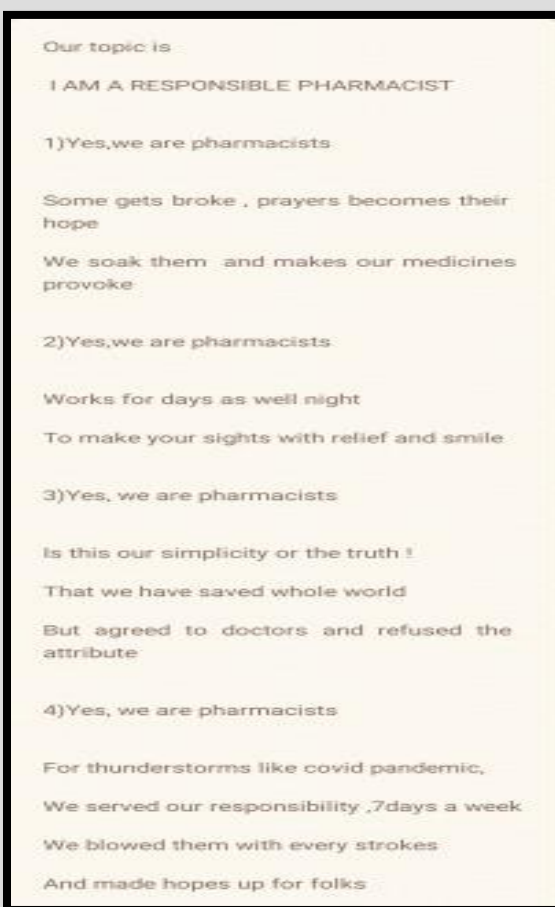 Our topic is
I AM A RESPONSIBLE PHARMACIST
1)Yes,we are pharmacists
Some gets broke , prayers becomes their
hope
We soak them and makes our medicines
provoke
2)Yes,we are pharmacists
Works for days as well night
To make your sights with relief and smile
3)Yes, we are pharmacists
Is this our simplicity or the truth !
That we have saved whole world
But agreed to doctors and refused the
attribute
4)Yes, we are pharmacists
For thunderstorms like covid pandemic,
We served our responsibility ,7days a week
We blowed them with every strokes
And made hopes up for folks